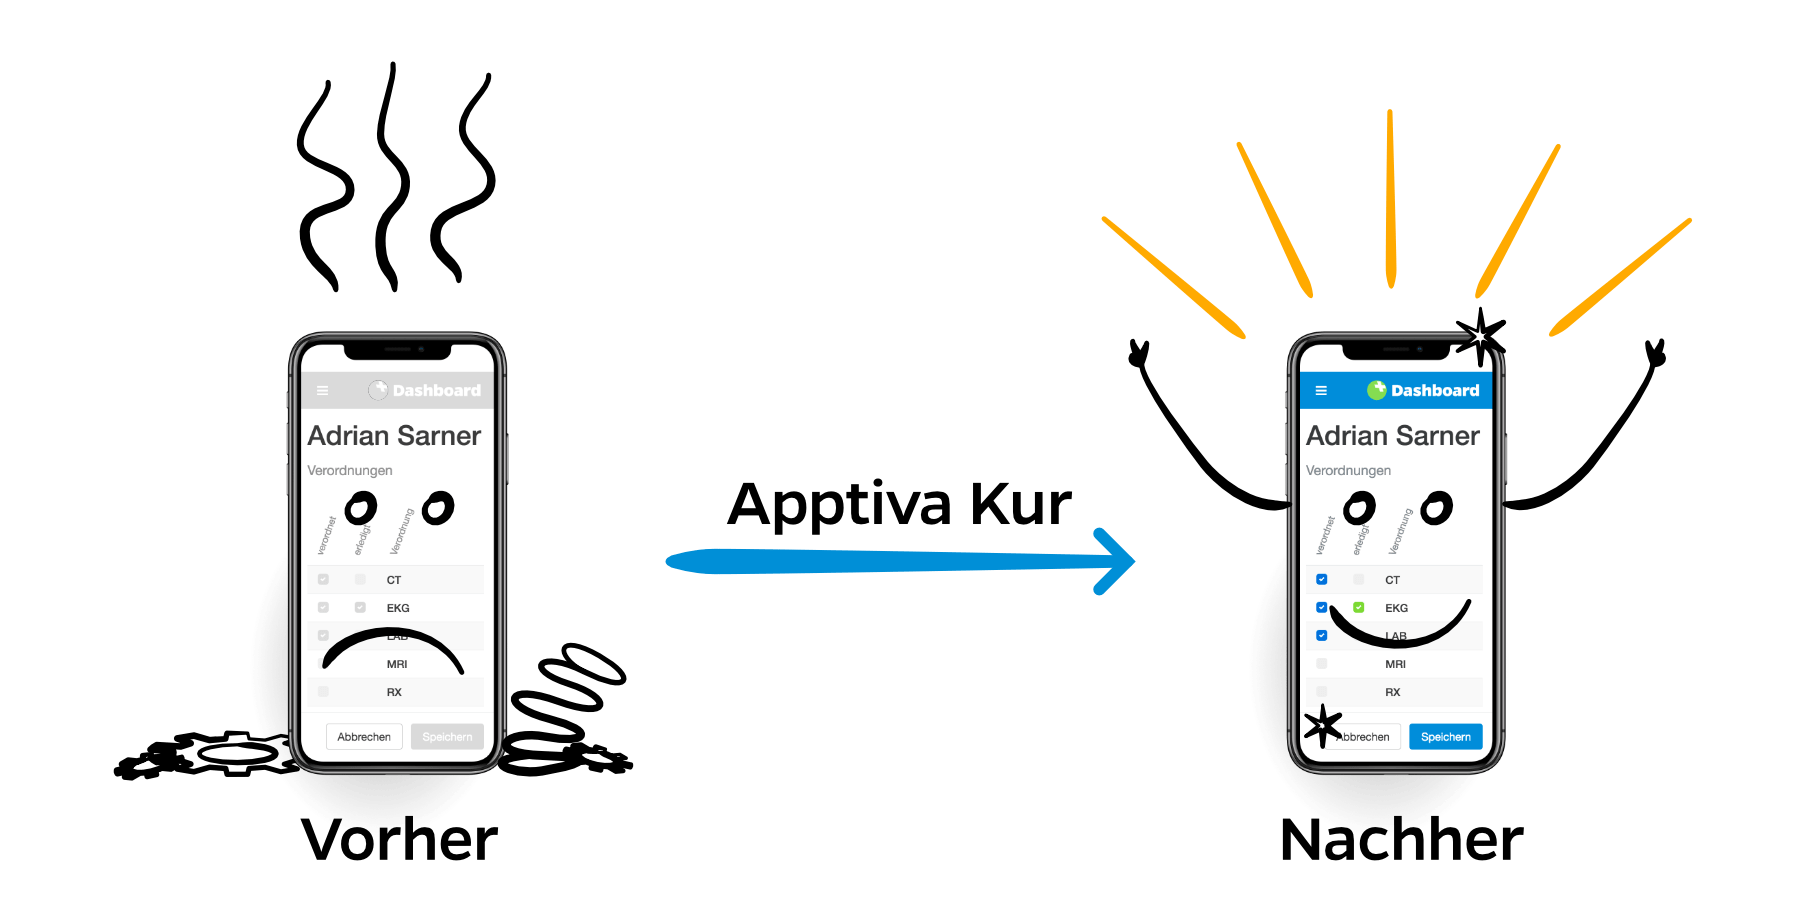 Dashboard
Adrian Sarner
Verordnungen
verordnet erledigt Verordnung
CT
EKG
LAB
MRI
RX
Abbrechen Speichern
Vorher
Apptiva Kur
Dashboard
Adrian Sarner
Verordnungen
verordnet erledigt Verordnung
CT
EKG
LAB
MRI
RX
Abbrechen Speichern
Nachher